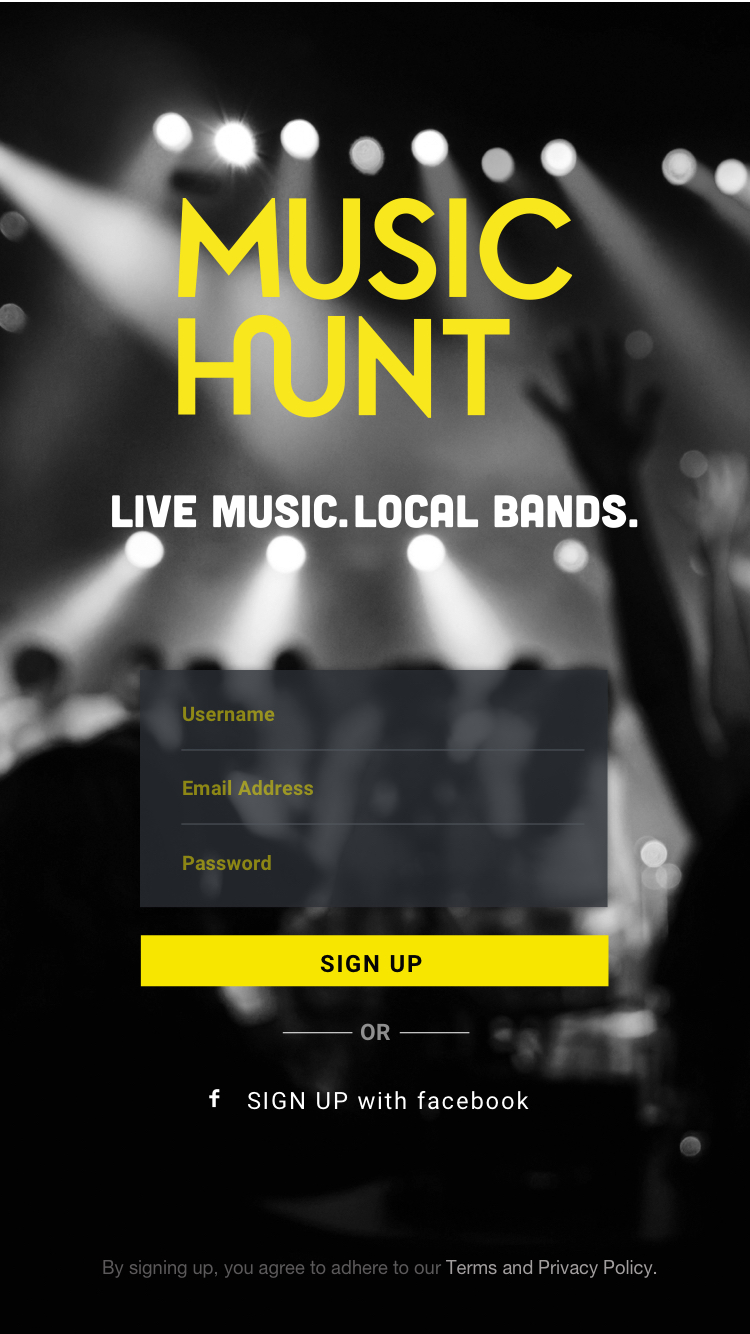 MUSIC
HUNT
LIVE MUSIC. LOCAL BANDS.
Username
Email Address
Password
SIGN UP
OR
f SIGN UP with facebook
By signing up, you agree to adhere to our Terms and Privacy Policy.